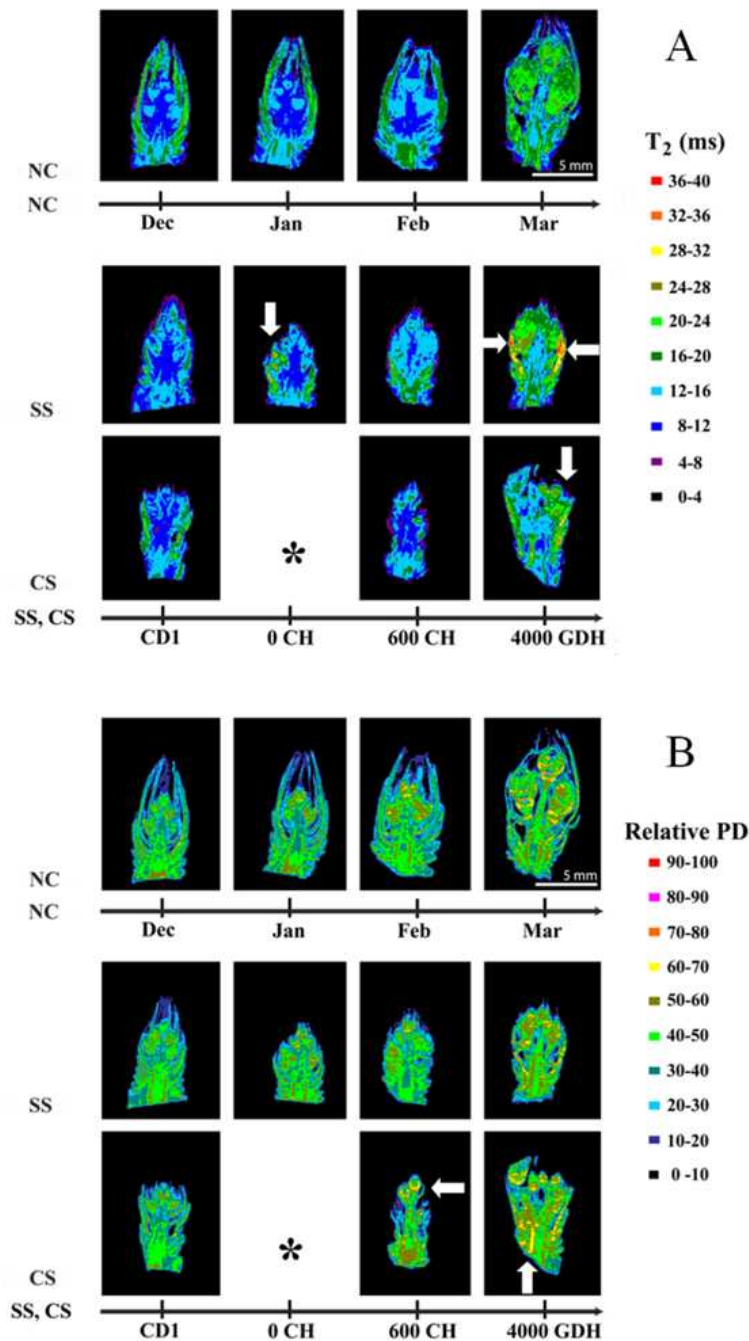 A
T2 (ms)
36-40
32-36
28-32
24-28
20-24
16-20
12-16
8-12
4-8
0-4
NC
5 mm
NC
Dec Jan Feb Mar
SS
CS
*
SS, CS
CD1 0 CH 600 CH 4000 GDH
B
Relative PD
90-100
80-90
70-80
60-70
50-60
40-50
30-40
20-30
10-20
0 -10
NC
5 mm
NC
Dec Jan Feb Mar
SS
CS
*
SS, CS
CD1 0 CH 600 CH 4000 GDH